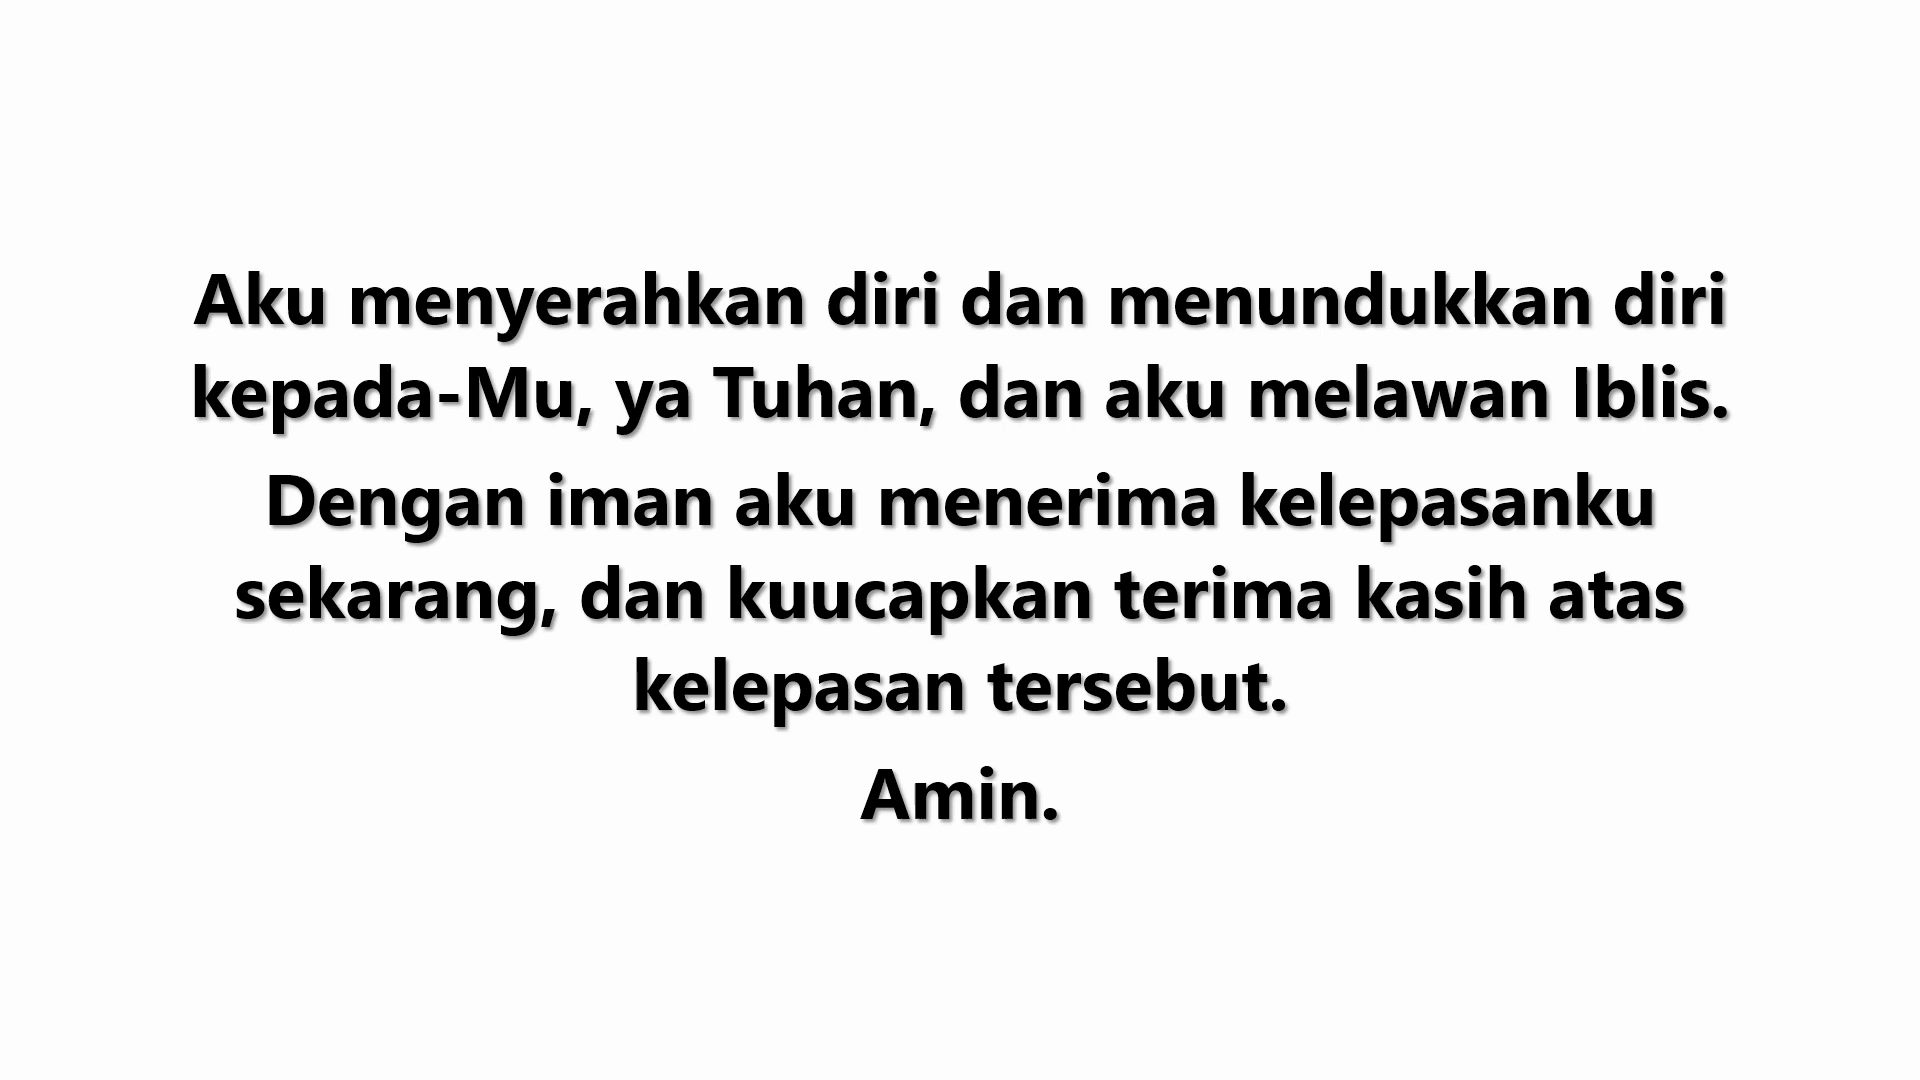 Aku menyerahkan diri dan menundukkan diri
kepada-Mu, ya Tuhan, dan aku melawan Iblis.
Dengan iman aku menerima kelepasanku
sekarang, dan kuucapkan terima kasih atas
kelepasan tersebut.
Amin.